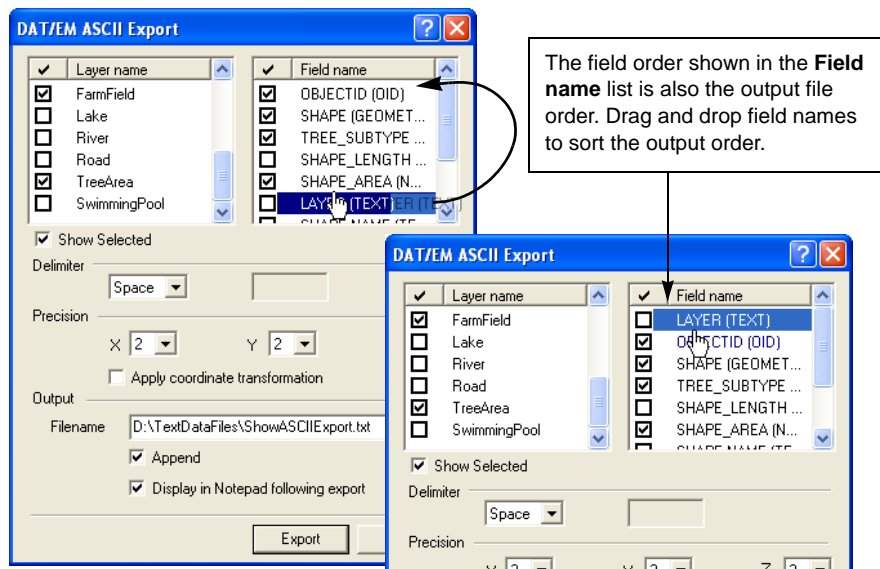 DAT/EM ASCII Export
Layer name
FarmField
Lake
River
Road
TreeArea
SwimmingPool
Field name
OBJECTID (OID)
SHAPE (GEOMET...
TREE_SUBTYPE ...
SHAPE_LENGTH ...
SHAPE_AREA (N...
LAYER (TEXT)
Show Selected
Delimiter
Space
Precision
X 2 Y 2
Apply coordinate transformation
Output
Filename D:\TextDataFiles\ShowASCIIExport.txt
Append
Display in Notepad following export
Export
The field order shown in the Field
name list is also the output file
order. Drag and drop field names
to sort the output order.
DAT/EM ASCII Export
Layer name
FarmField
Lake
River
Road
TreeArea
SwimmingPool
Field name
LAYER (TEXT)
OBJECTID (OID)
SHAPE (GEOMET...
TREE_SUBTYPE ...
SHAPE_LENGTH ...
SHAPE_AREA (N...
Show Selected
Delimiter
Space
Precision